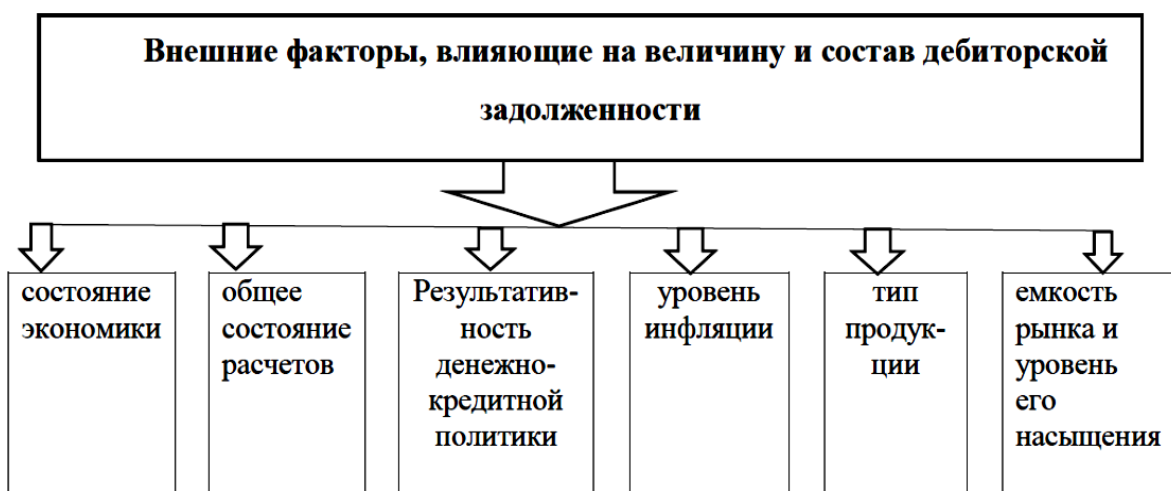 Внешние факторы, влияющие на величину и состав дебиторской
задолженности
состояние
экономики
общее
состояние
расчетов
Результатив-
ность
денежно-
кредитной
политики
уровень
инфляции
тип
продук-
ции
емкость
рынка и
уровень
его
насыщения